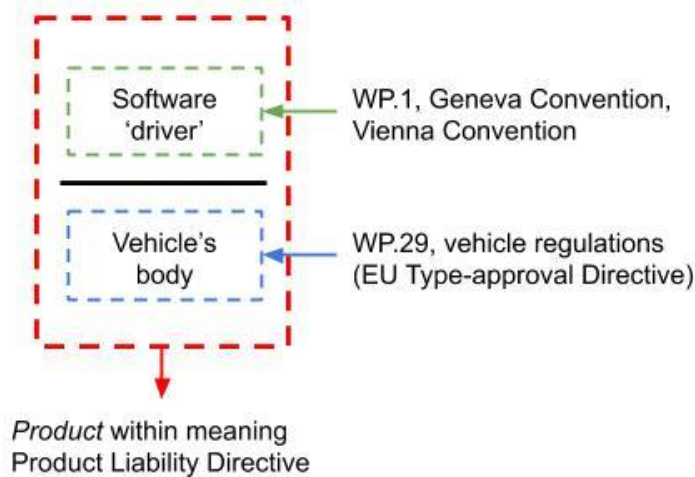 Software
‘driver’
WP.1, Geneva Convention,
Vienna Convention
Vehicle’s
body
WP.29, vehicle regulations
(EU Type-approval Directive)
Product within meaning
Product Liability Directive